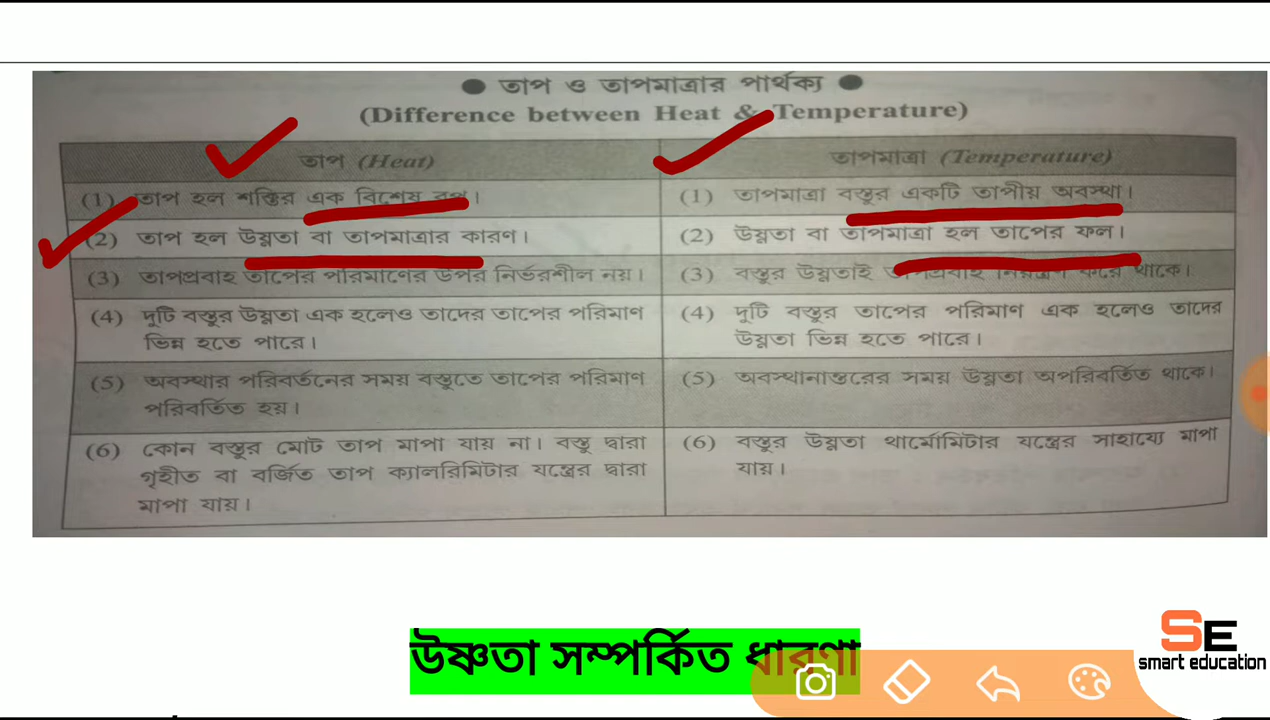 ● তাপ ও তাপমাত্রার পার্থক্য ●
(Difference between Heat & Temperature)
তাপ (Heat)
তাপমাত্রা (Temperature)
(1) তাপ হল শক্তির এক বিশেষ রূপ।
(1) তাপমাত্রা বস্তুর একটি তাপীয় অবস্থা।
(2) তাপ হল উষ্ণতা বা তাপমাত্রার কারণ।
(2) উষ্ণতা বা তাপমাত্রা হল তাপের ফল।
(3) তাপপ্রবাহ তাপের পরিমাণের উপর নির্ভরশীল নয়।
(3) বস্তুর উষ্ণতাই তাপপ্রবাহ নিয়ন্ত্রণ করে থাকে।
(4) দুটি বস্তুর উষ্ণতা এক হলেও তাদের তাপের পরিমাণ
ভিন্ন হতে পারে।
(4) দুটি বস্তুর তাপের পরিমাণ এক হলেও তাদের
উষ্ণতা ভিন্ন হতে পারে।
(5) অবস্থার পরিবর্তনের সময় বস্তুতে তাপের পরিমাণ
পরিবর্তিত হয়।
(5) অবস্থানান্তরের সময় উষ্ণতা অপরিবর্তিত থাকে।
(6) কোন বস্তুর মোট তাপ মাপা যায় না। বস্তু দ্বারা
গৃহীত বা বর্জিত তাপ ক্যালরিমিটার যন্ত্রের দ্বারা
মাপা যায়।
(6) বস্তুর উষ্ণতা থার্মোমিটার যন্ত্রের সাহায্যে মাপা
যায়।
উষ্ণতা সম্পর্কিত ধারণা
SE
smart education